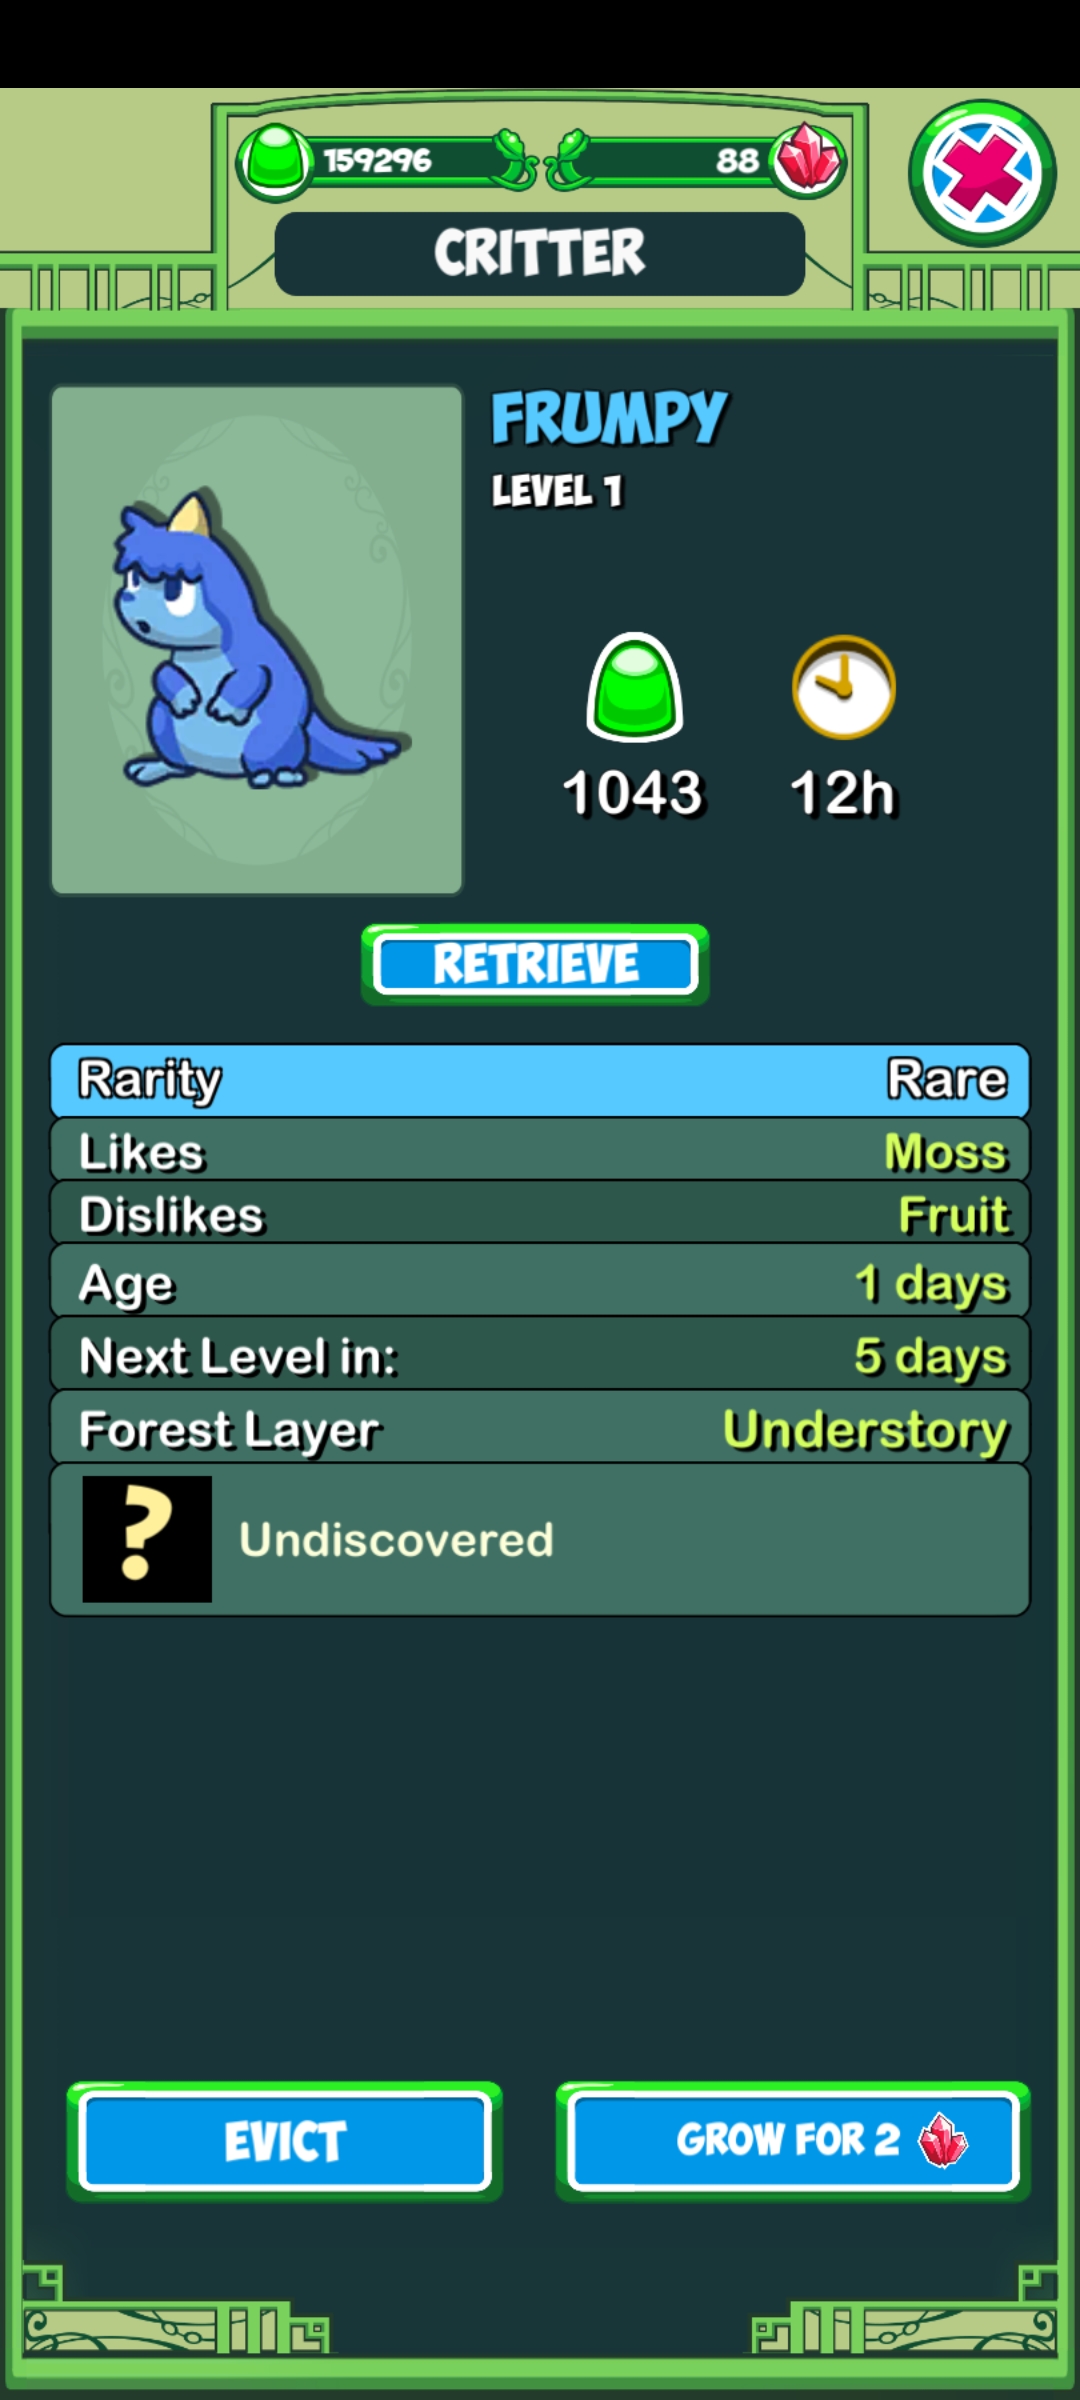 159296
88
CRITTER
FRUMPY
LEVEL 1
1043
12h
RETRIEVE
Rarity Rare
Likes Moss
Dislikes Fruit
Age 1 days
Next Level in: 5 days
Forest Layer Understory
? Undiscovered
EVICT
GROW FOR 2